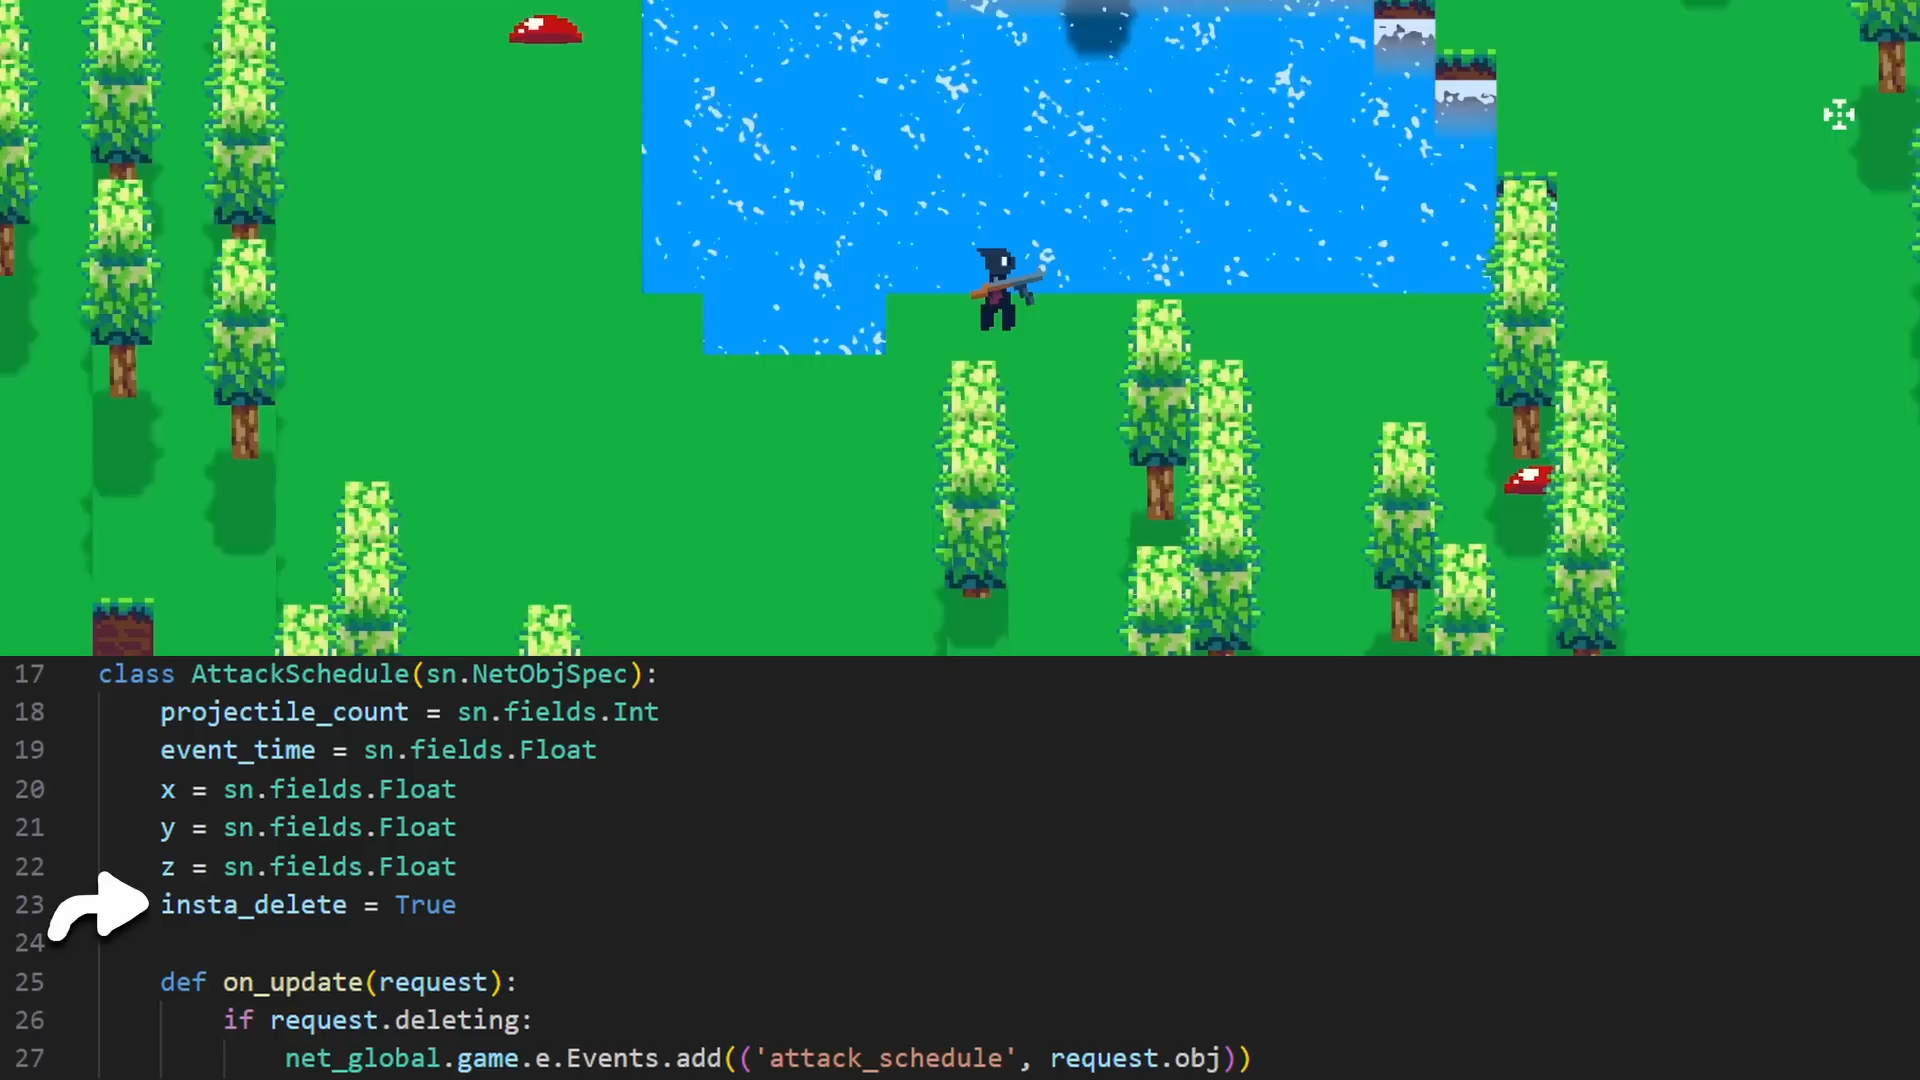 17 class AttackSchedule(sn.NetObjSpec):
18 projectile_count = sn.fields.Int
19 event_time = sn.fields.Float
20 x = sn.fields.Float
21 y = sn.fields.Float
22 z = sn.fields.Float
23 insta_delete = True
24
25 def on_update(request):
26 if request.deleting:
27 net_global.game.e.Events.add(('attack_schedule', request.obj))